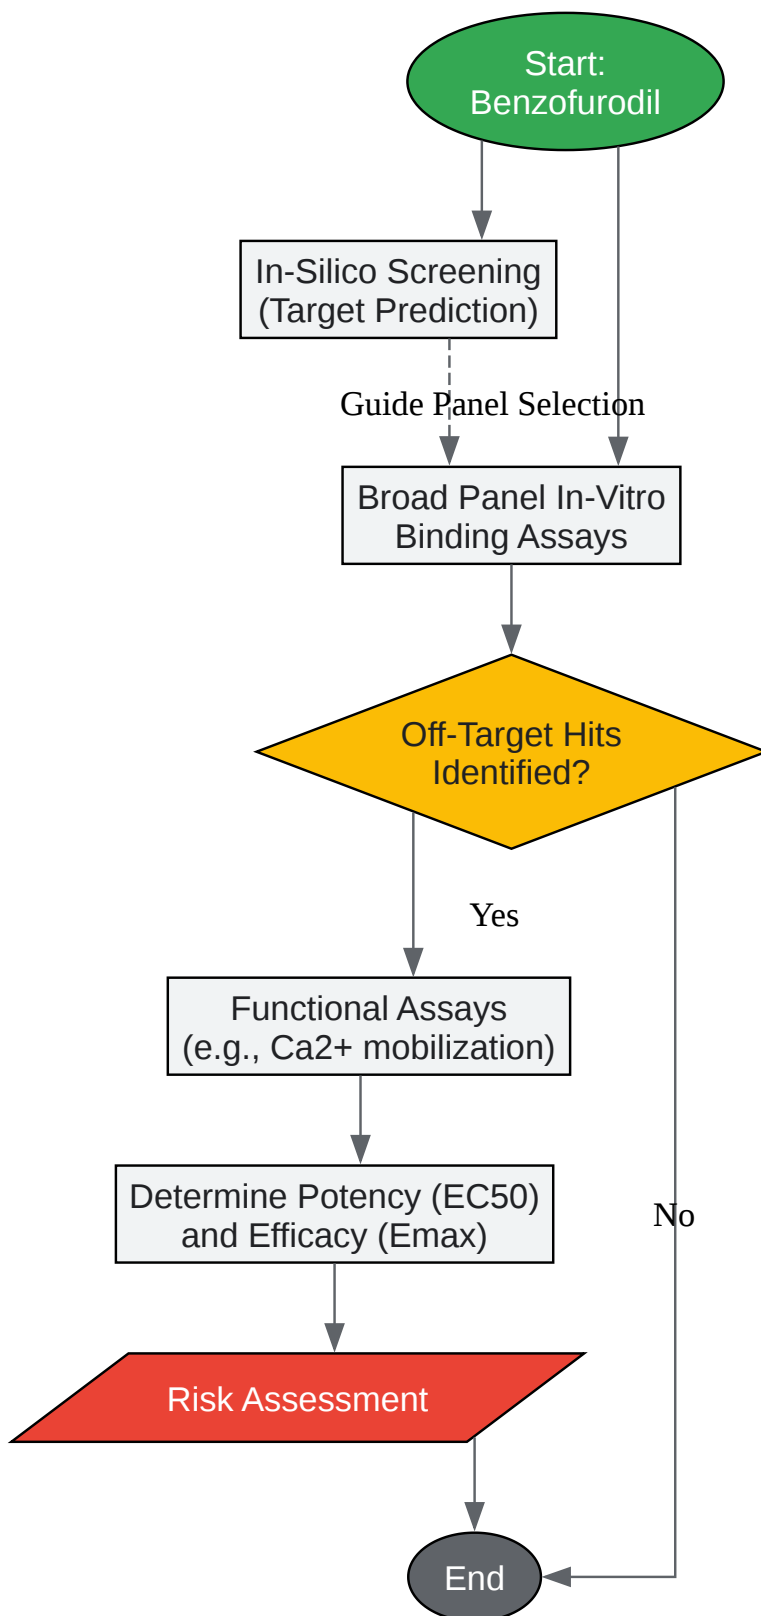 Start:
Benzofurodil
In-Silico Screening
(Target Prediction)
Guide Panel Selection
Broad Panel In-Vitro
Binding Assays
Off-Target Hits
Identified?
Yes
Functional Assays
(e.g., Ca2+ mobilization)
Determine Potency (EC50)
and Efficacy (Emax)
No
Risk Assessment
End